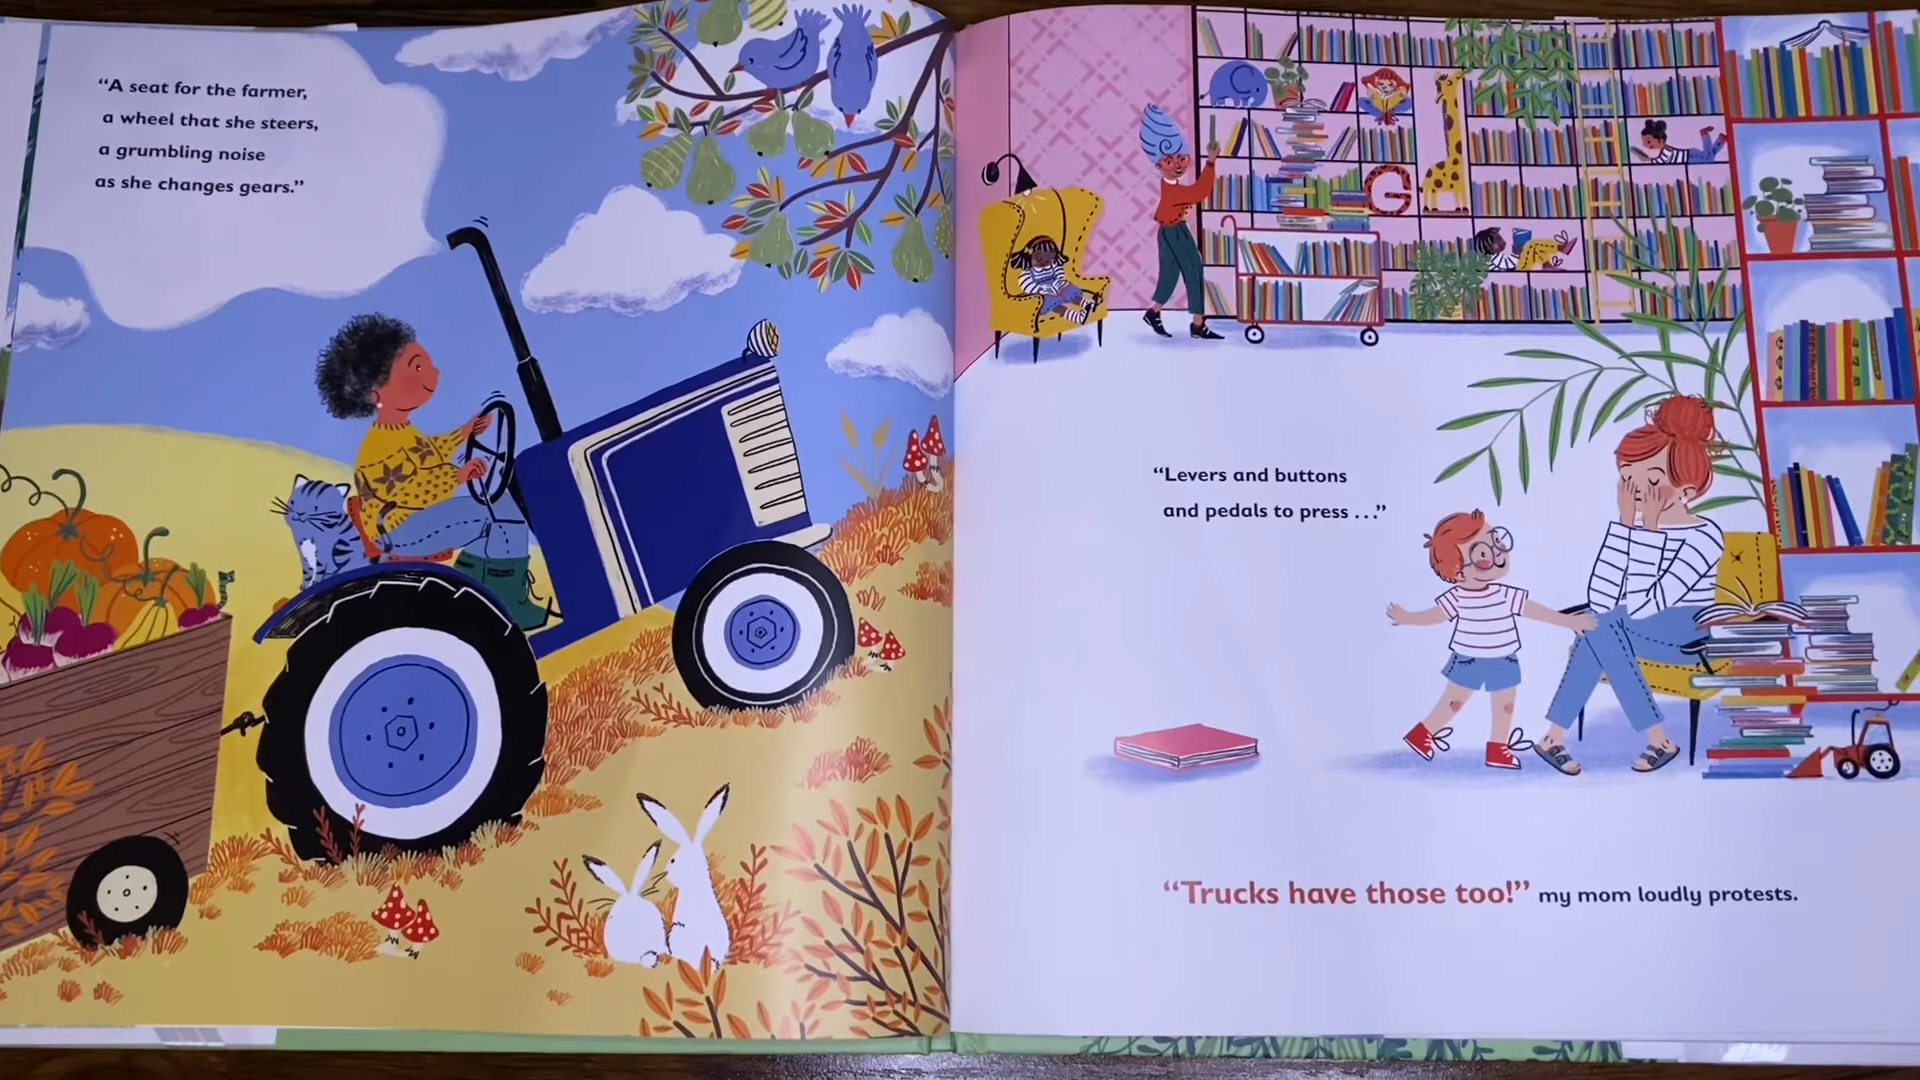 “A seat for the farmer,
a wheel that she steers,
a grumbling noise
as she changes gears.”
“Levers and buttons
and pedals to press . . .”
“Trucks have those too!” my mom loudly protests.